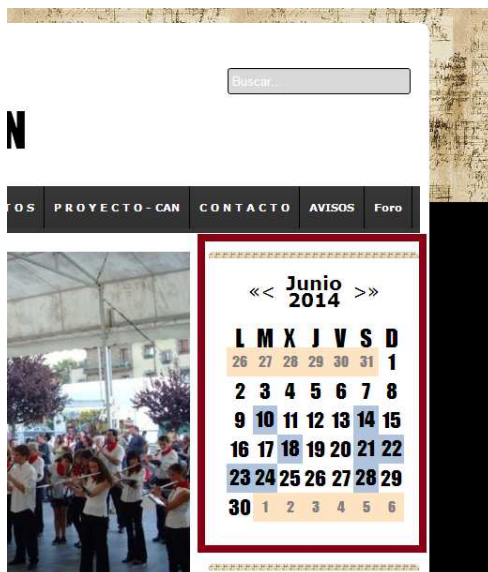 Buscar...
N
TOS PROYECTO-CAN CONTACTO AVISOS Foro
«< Junio >»
2014
L M X J V S D
26 27 28 29 30 31 1
2 3 4 5 6 7 8
9 10 11 12 13 14 15
16 17 18 19 20 21 22
23 24 25 26 27 28 29
30 1 2 3 4 5 6